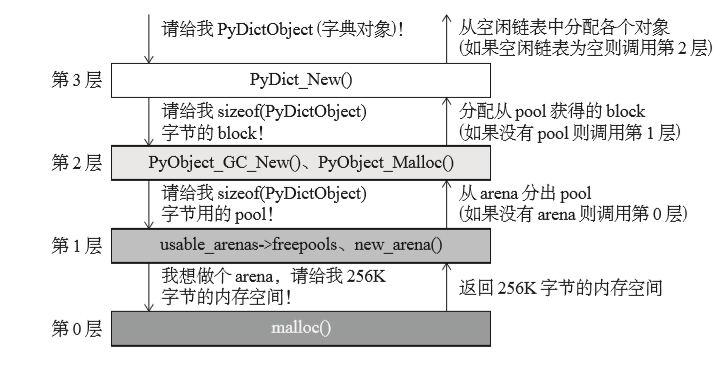 请给我 PyDictObject (字典对象)！
从空闲链表中分配各个对象
(如果空闲链表为空则调用第 2 层)
第 3 层
PyDict_New()
请给我 sizeof(PyDictObject)
字节的 block！
分配从 pool 获得的 block
(如果没有 pool 则调用第 1 层)
第 2 层
PyObject_GC_New()、PyObject_Malloc()
请给我 sizeof(PyDictObject)
字节用的 pool！
从 arena 分出 pool
(如果没有 arena 则调用第 0 层)
第 1 层
usable_arenas->freepools、new_arena()
我想做个 arena，请给我 256K
字节的内存空间！
返回 256K 字节的内存空间
第 0 层
malloc()